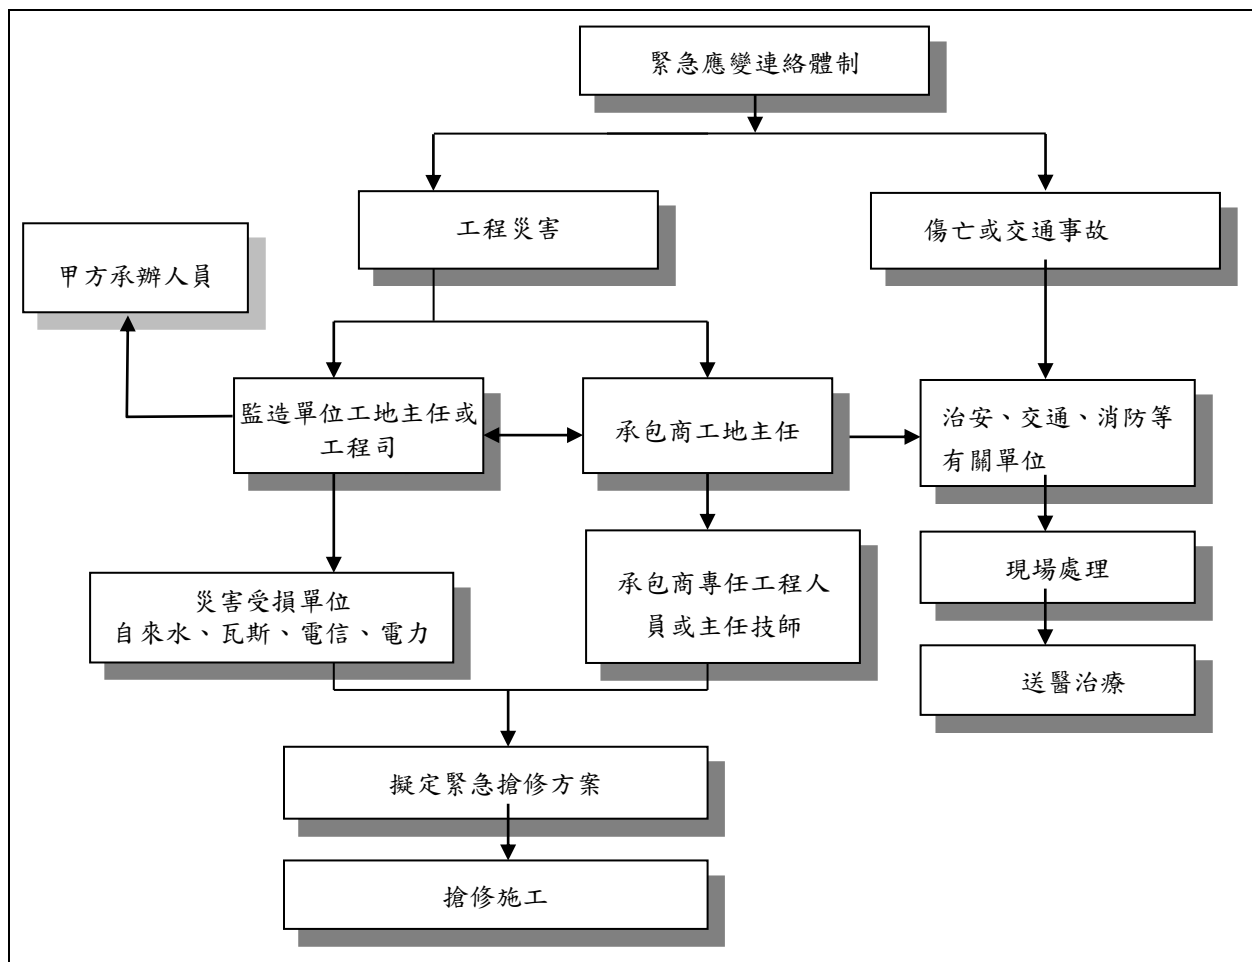 緊急應變連絡體制
工程災害
傷亡或交通事故
甲方承辦人員
監造單位工地主任或
工程司
承包商工地主任
治安、交通、消防等
有關單位
災害受損單位
自來水、瓦斯、電信、電力
承包商專任工程人
員或主任技師
現場處理
送醫治療
擬定緊急搶修方案
搶修施工